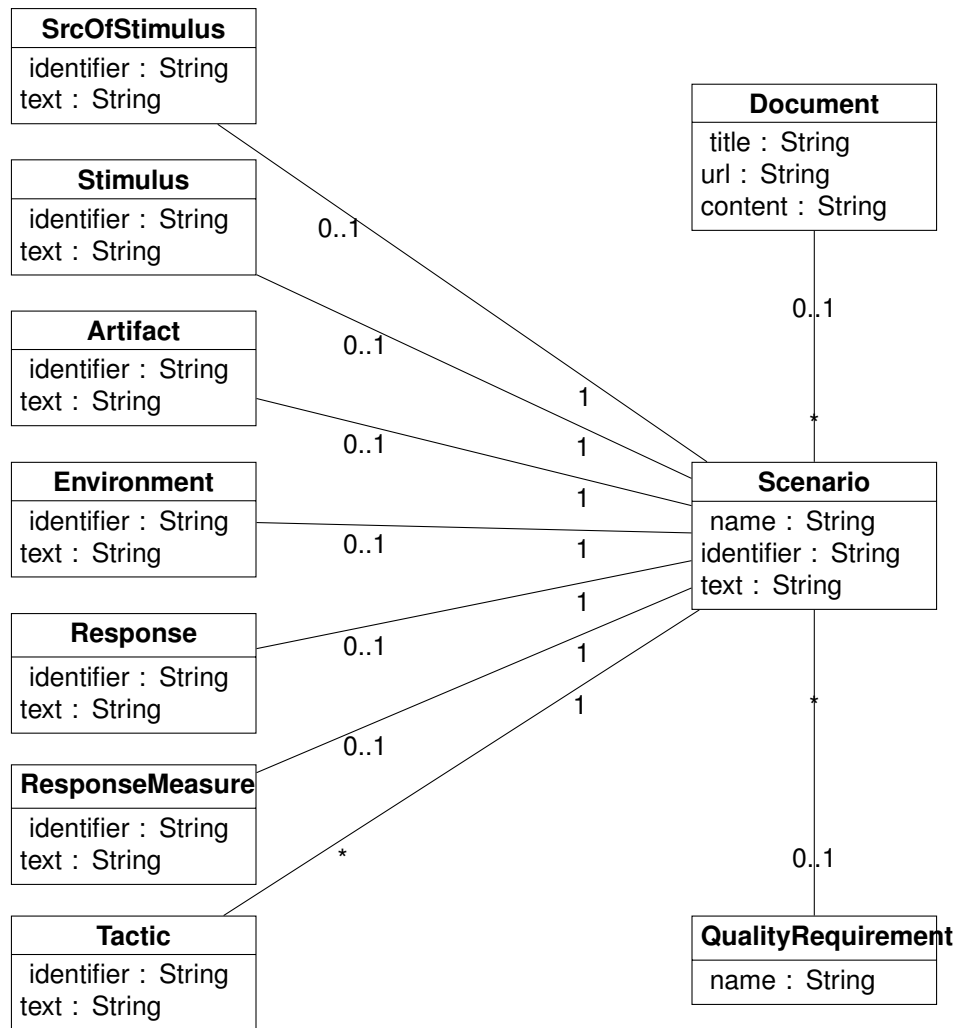 SrcOfStimulus
identifier : String
text : String
Stimulus
identifier : String
text : String
Artifact
identifier : String
text : String
Environment
identifier : String
text : String
Response
identifier : String
text : String
ResponseMeasure
identifier : String
text : String
Tactic
identifier : String
text : String
0..1
0..1
0..1
0..1
0..1
0..1
*
1
1
1
1
1
1
1
Document
title : String
url : String
content : String
0..1
*
Scenario
name : String
identifier : String
text : String
*
0..1
QualityRequirement
name : String